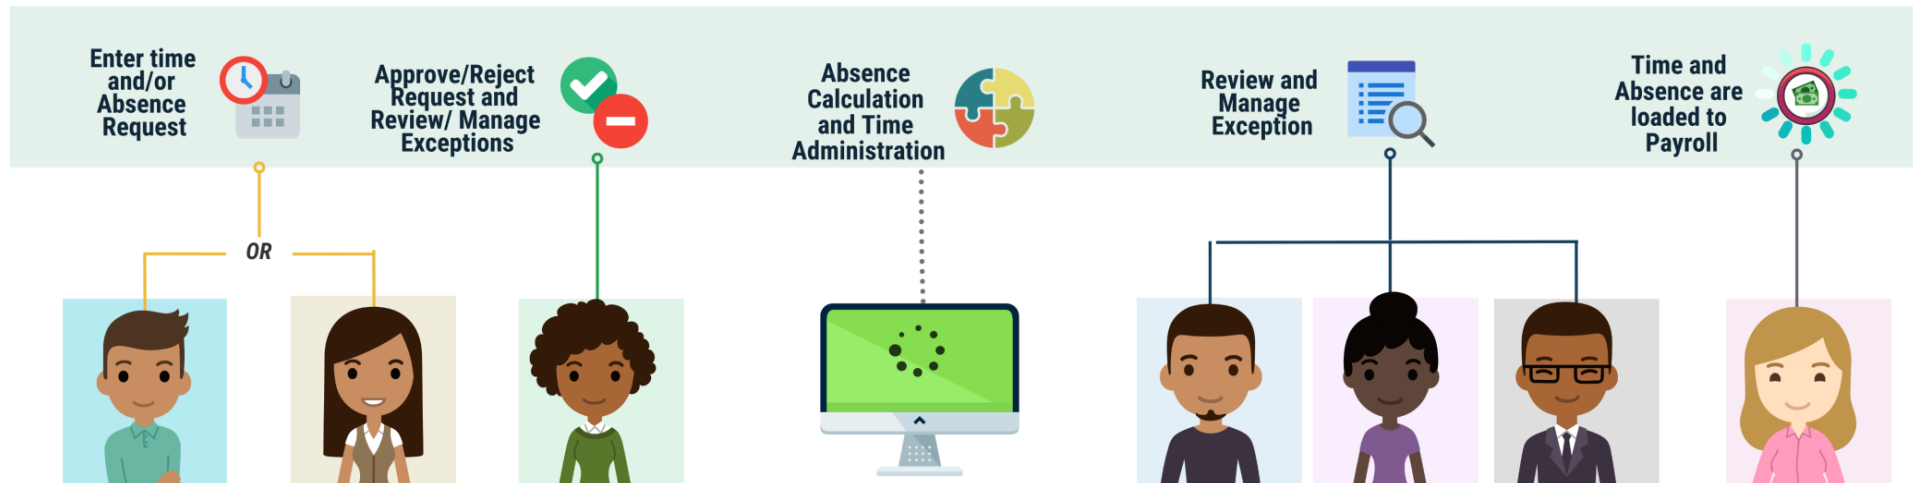 Enter time
and/or
Absence
Request
Approve/Reject
Request and
Review/ Manage
Exceptions
Absence
Calculation
and Time
Administration
Review and
Manage
Exception
Time and
Absence are
loaded to
Payroll
OR